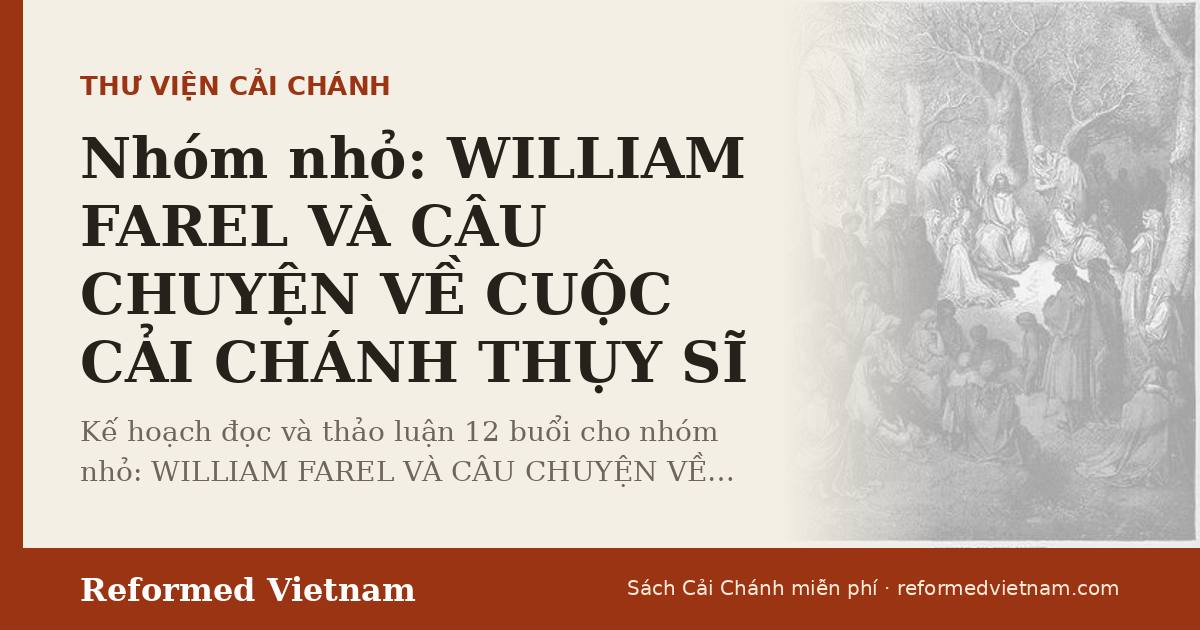 THƯ VIỆN CẢI CHÁNH
Nhóm nhỏ: WILLIAM
FAREL VÀ CÂU
CHUYỆN VỀ CUỘC
CẢI CHÁNH THỤY SĨ
Kế hoạch đọc và thảo luận 12 buổi cho nhóm
nhỏ: WILLIAM FAREL VÀ CÂU CHUYỆN VỀ...
Reformed Vietnam
Sách Cải Chánh miễn phí · reformedvietnam.com